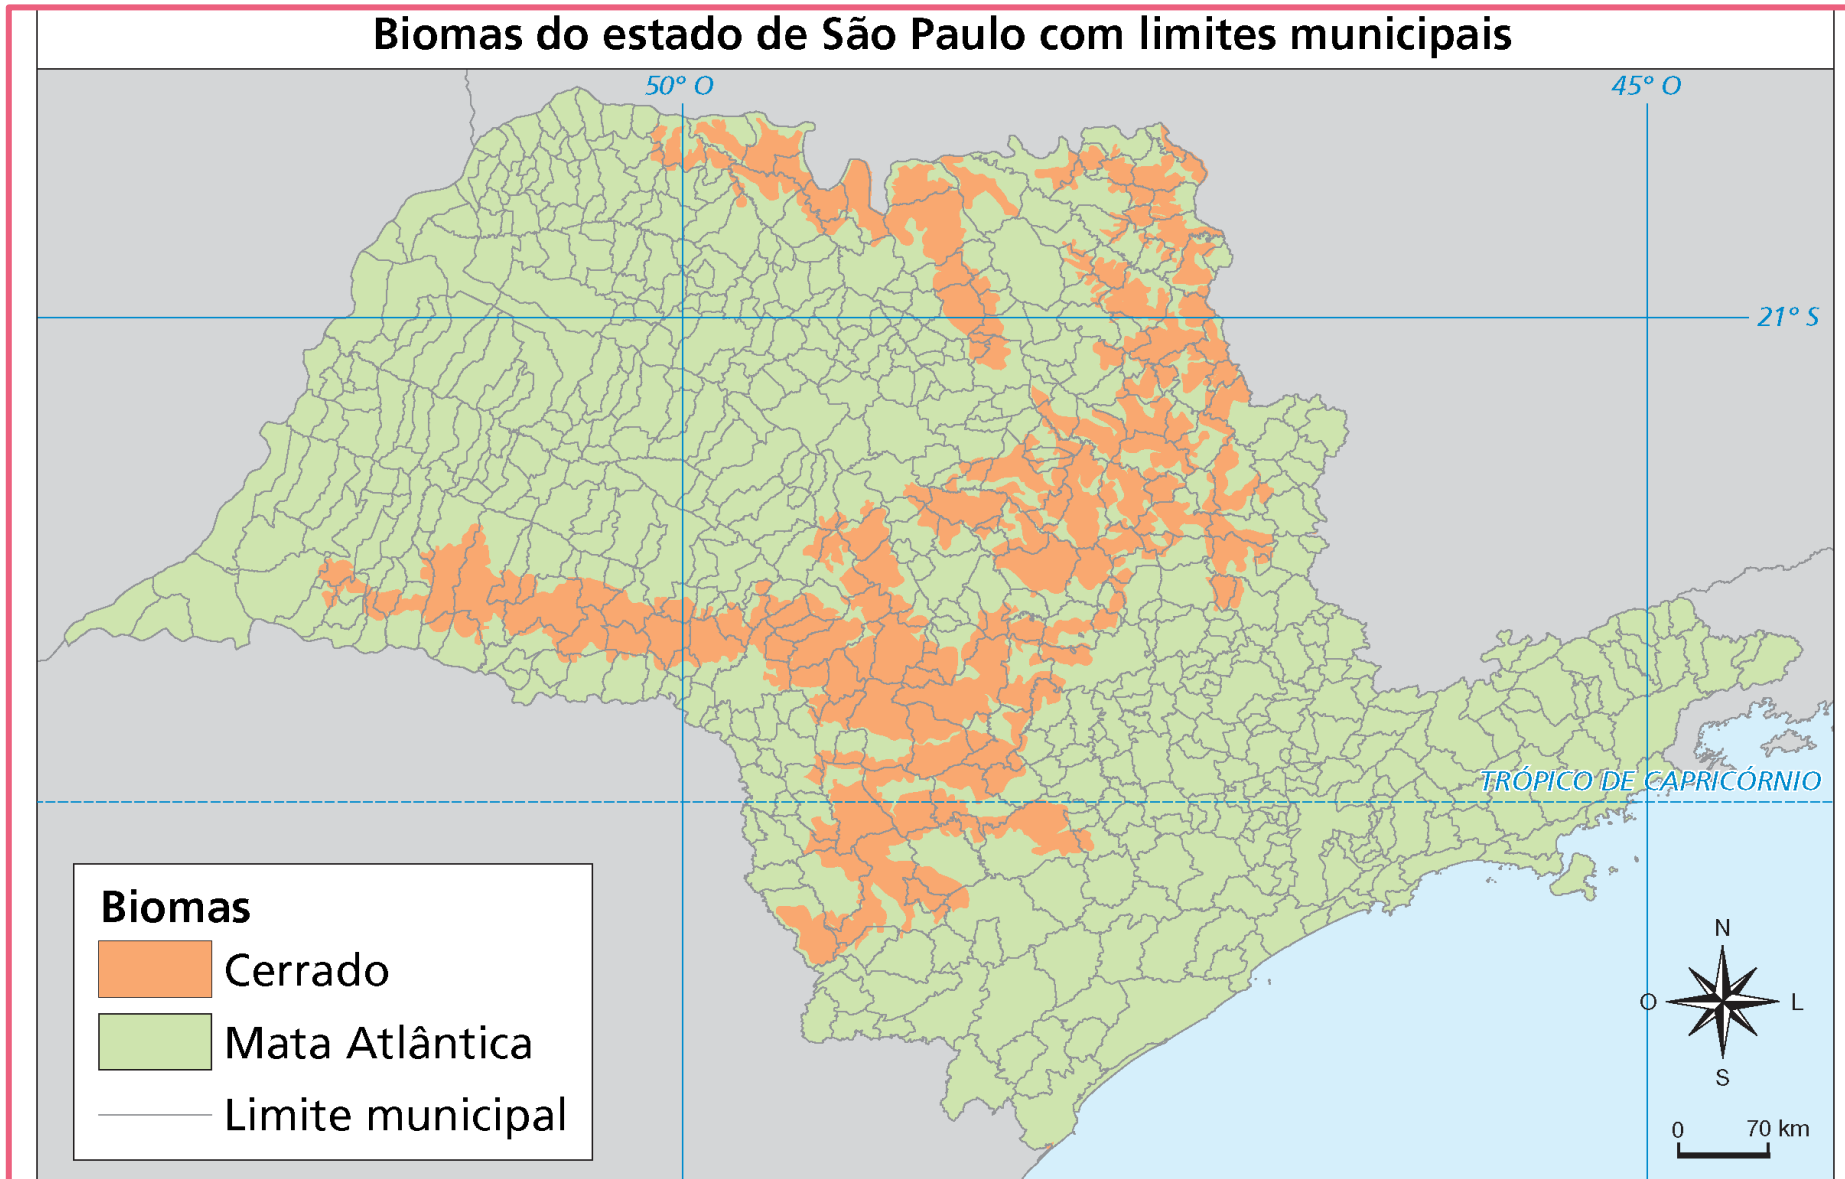 Biomas do estado de São Paulo com limites municipais
50° O
45° O
21° S
TRÓPICO DE CAPRICÓRNIO
Biomas
Cerrado
Mata Atlântica
Limite municipal
N
O
L
S
0 70 km